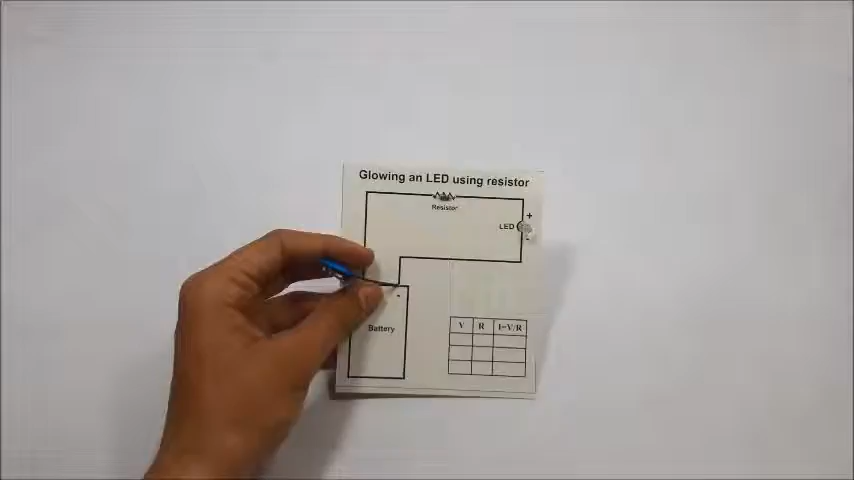 Glowing an LED using resistor
Resistor
+
LED
-
-
Battery
V R I=V/R